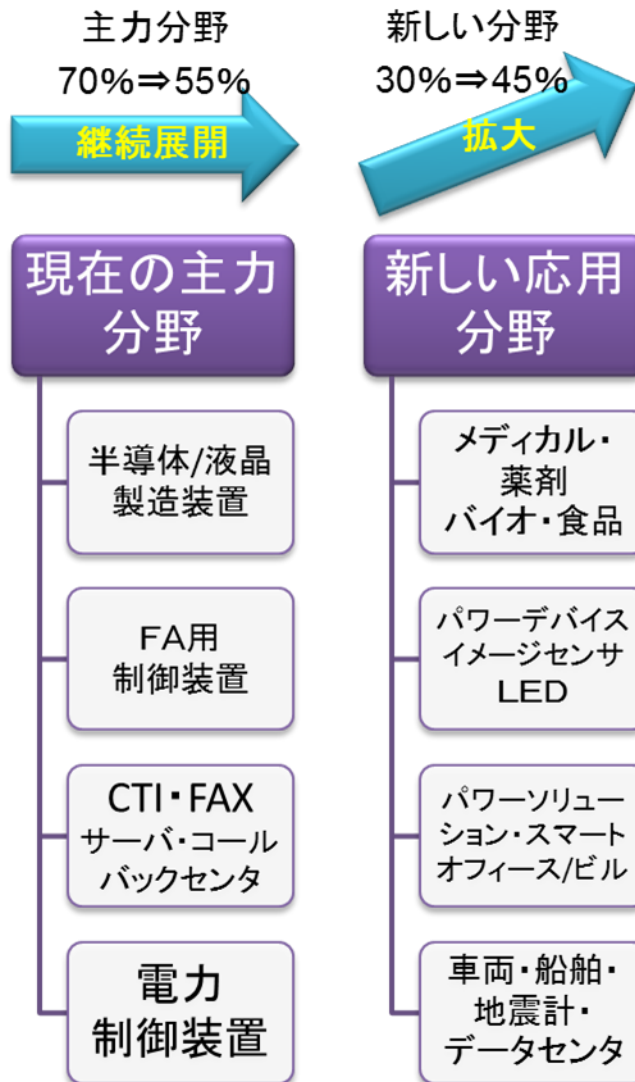 主力分野
70%⇒55%
継続展開
現在の主力
分野
半導体/液晶
製造装置
FA用
制御装置
CTI・FAX
サーバ・コール
バックセンタ
電力
制御装置
新しい分野
30%⇒45%
拡大
新しい応用
分野
メディカル・
薬剤
バイオ・食品
パワーデバイス
イメージセンサ
LED
パワーソリュー
ション・スマート
オフィース/ビル
車両・船舶・
地震計・
データセンタ